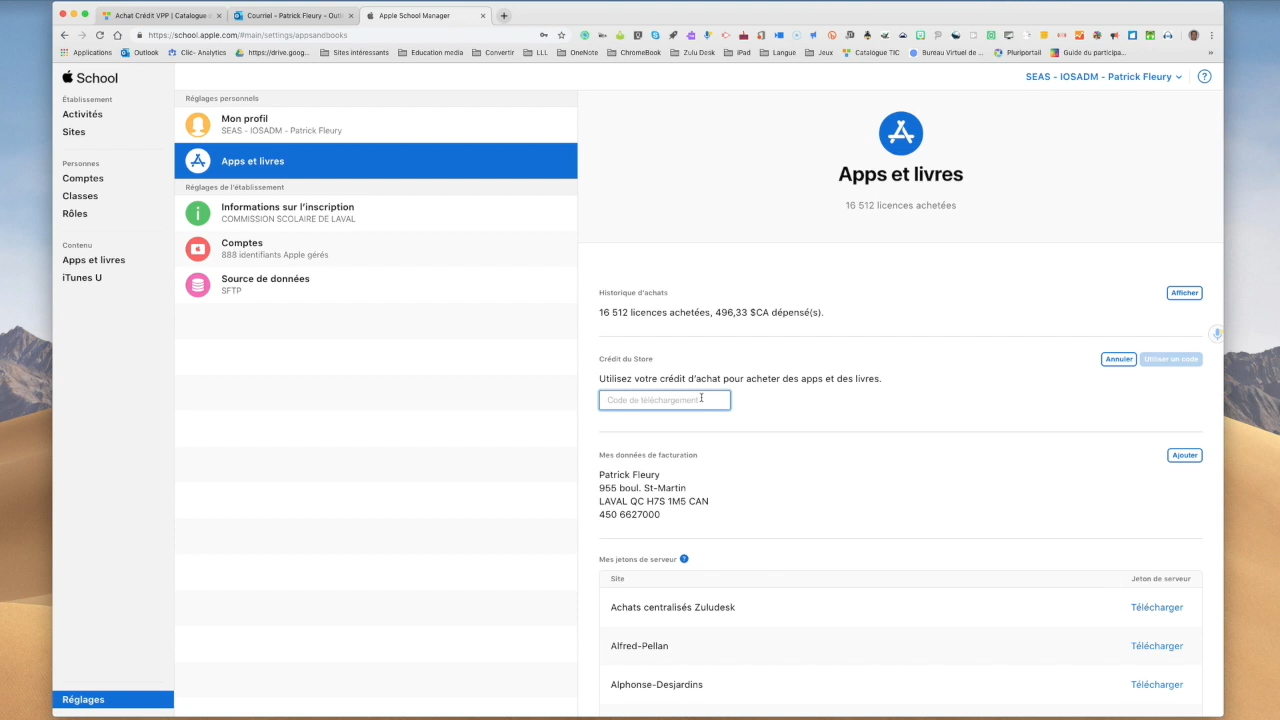 Achat Crédit VPP | Catalogue
Courriel - Patrick Fleury - Out
Apple School Manager
https://school.apple.com/#main/settings/appsandbooks
Applications
Outlook
Clic- Analytics
https://drive.goog...
Sites intéressants
Education media
Convertir
LLL
OneNote
ChromeBook
Zulu Desk
iPad
Langue
Jeux
Catalogue TIC
Bureau Virtuel de ...
Pluriportail
Guide du participa...
School
SEAS - IOSADM - Patrick Fleury
Établissement
Activités
Sites
Personnes
Comptes
Classes
Rôles
Contenu
Apps et livres
iTunes U
Réglages
Réglages personnels
Mon profil
SEAS - IOSADM - Patrick Fleury
Apps et livres
Réglages de l'établissement
Informations sur l'inscription
COMMISSION SCOLAIRE DE LAVAL
Comptes
888 identifiants Apple gérés
Source de données
SFTP
Apps et livres
16 512 licences achetées
Historique d'achats
Afficher
16 512 licences achetées, 496,33 $CA dépensé(s).
Crédit du Store
Annuler
Utiliser un code
Utilisez votre crédit d'achat pour acheter des apps et des livres.
Code de téléchargement
Mes données de facturation
Ajouter
Patrick Fleury
955 boul. St-Martin
LAVAL QC H7S 1M5 CAN
450 6627000
Mes jetons de serveur ?
Site Jeton de serveur
Achats centralisés Zuludesk Télécharger
Alfred-Pellan Télécharger
Alphonse-Desjardins Télécharger